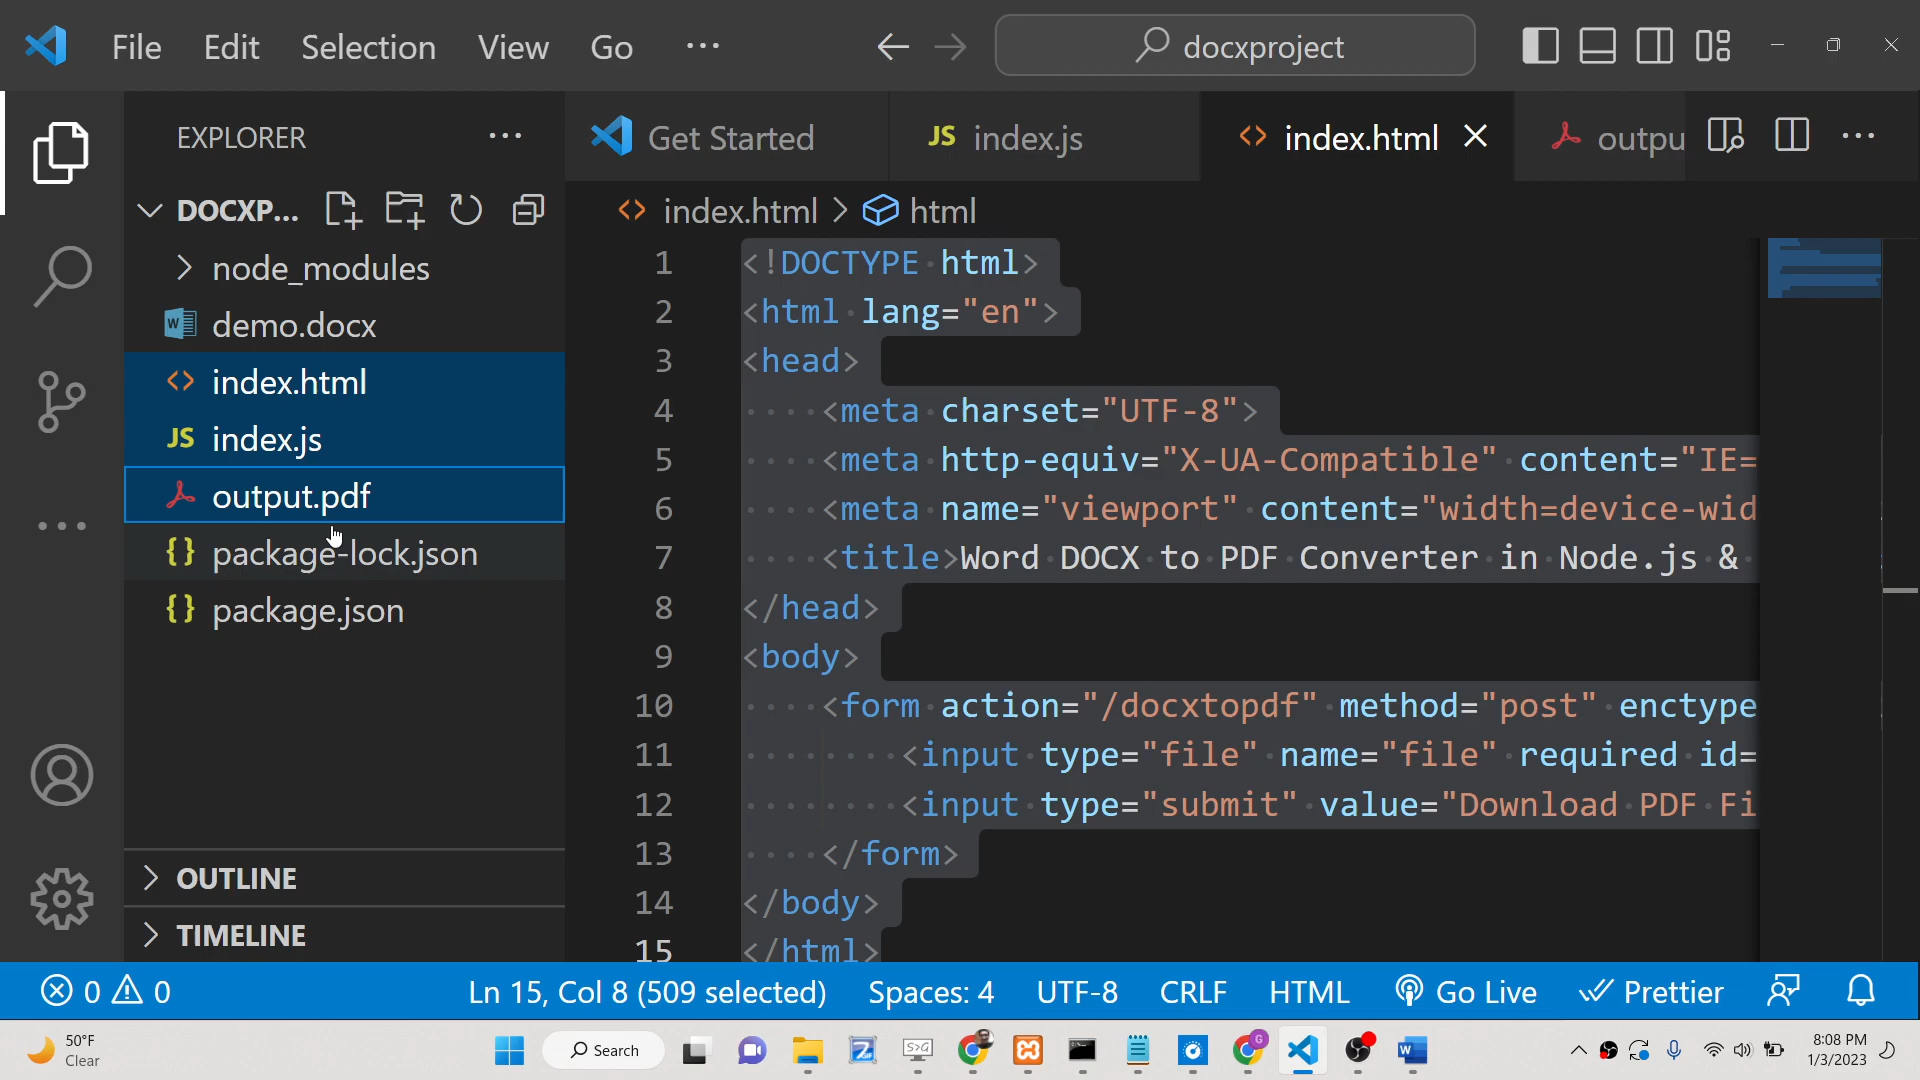 File Edit Selection View Go ··· docxproject
EXPLORER ···
Get Started
JS index.js
index.html
outpu
DOCXP...
index.html > html
node_modules
demo.docx
index.html
JS index.js
output.pdf
{} package-lock.json
{} package.json
OUTLINE
TIMELINE
1 <!DOCTYPE html>
2 <html lang="en">
3 <head>
4 <meta charset="UTF-8">
5 <meta http-equiv="X-UA-Compatible" content="IE=
6 <meta name="viewport" content="width=device-wid
7 <title>Word DOCX to PDF Converter in Node.js &
8 </head>
9 <body>
10 <form action="/docxtopdf" method="post" enctype
11 <input type="file" name="file" required id=
12 <input type="submit" value="Download PDF Fi
13 </form>
14 </body>
15 </html>
0 0 Ln 15, Col 8 (509 selected) Spaces: 4 UTF-8 CRLF HTML Go Live Prettier
50°F
Clear
Search
8:08 PM
1/3/2023